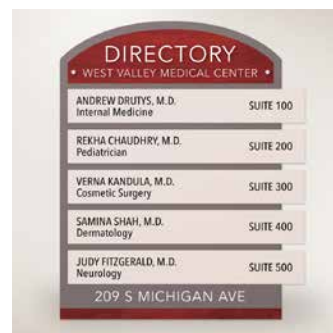 DIRECTORY
• WEST VALLEY MEDICAL CENTER •
ANDREW DRUTYS, M.D.
Internal Medicine
SUITE 100
REKHA CHAUDHRY, M.D.
Pediatrician
SUITE 200
VERNA KANDULA, M.D.
Cosmetic Surgery
SUITE 300
SAMINA SHAH, M.D.
Dermatology
SUITE 400
JUDY FITZGERALD, M.D.
Neurology
SUITE 500
209 S MICHIGAN AVE